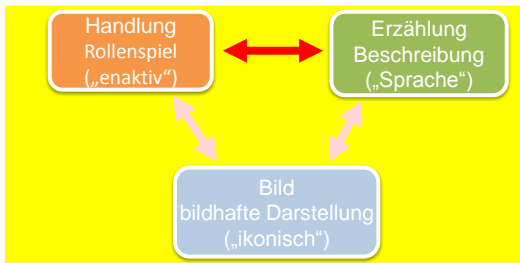 Handlung
Rollenspiel
(„enaktiv“)
Erzählung
Beschreibung
(„Sprache“)
Bild
bildhafte Darstellung
(„ikonisch“)